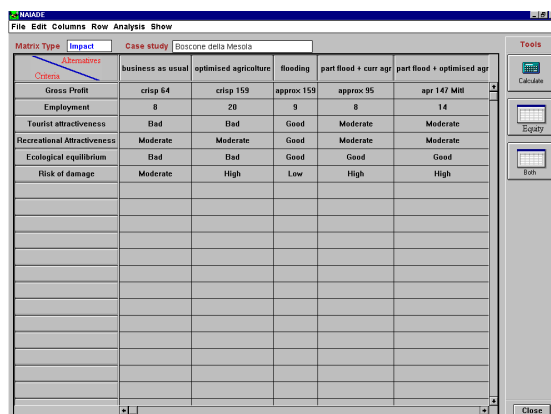 NAIADE
File Edit Columns Row Analysis Show
Matrix Type Impact Case study Boscone della Mesola Tools
Alternatives
Criteria
business as usual optimised agriculture flooding part flood + curr agr part flood + optimised agr
Calculate
Gross Profit crisp 64 crisp 159 approx 159 approx 95 apr 147 Mitl
Employment 8 20 9 8 14
Tourist attractiveness Bad Bad Good Moderate Moderate
Equity
Recreational Attractiveness Moderate Moderate Good Moderate Moderate
Ecological equilibrium Bad Bad Good Good Good
Risk of damage Moderate High Low High High
Both
Close